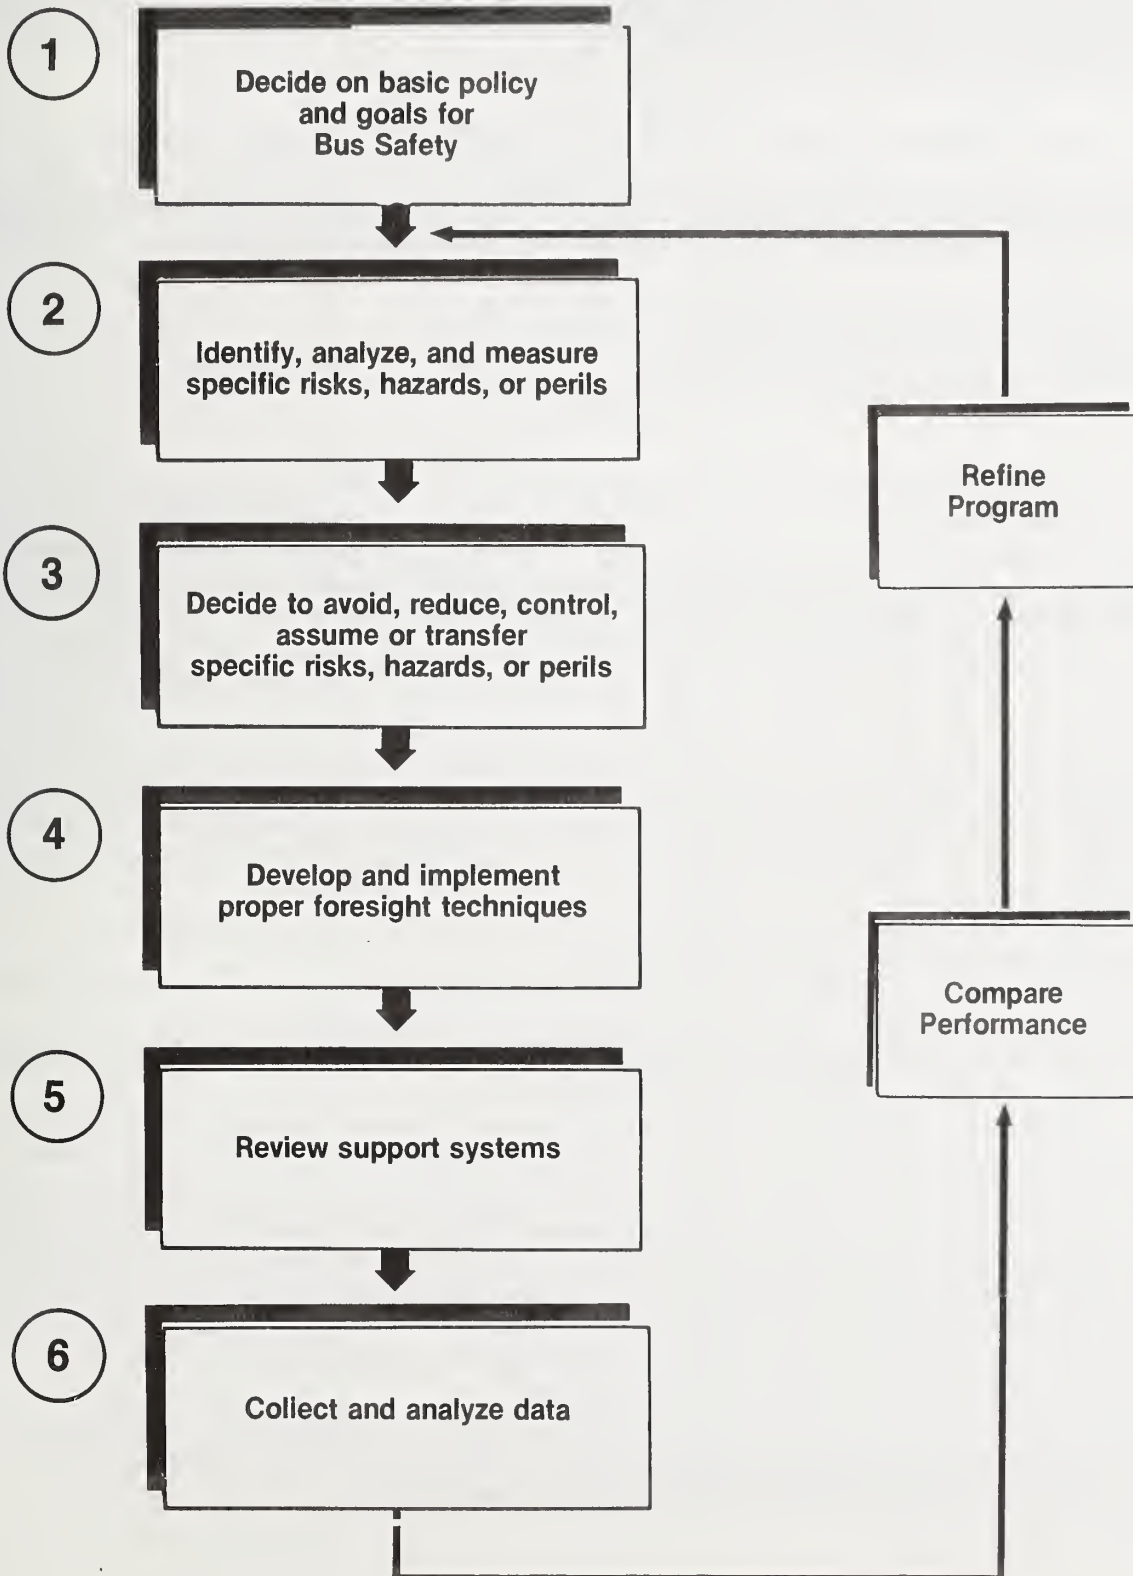 1
Decide on basic policy
and goals for
Bus Safety
2
Identify, analyze, and measure
specific risks, hazards, or perils
3
Decide to avoid, reduce, control,
assume or transfer
specific risks, hazards, or perils
4
Develop and implement
proper foresight techniques
5
Review support systems
6
Collect and analyze data
Refine
Program
Compare
Performance